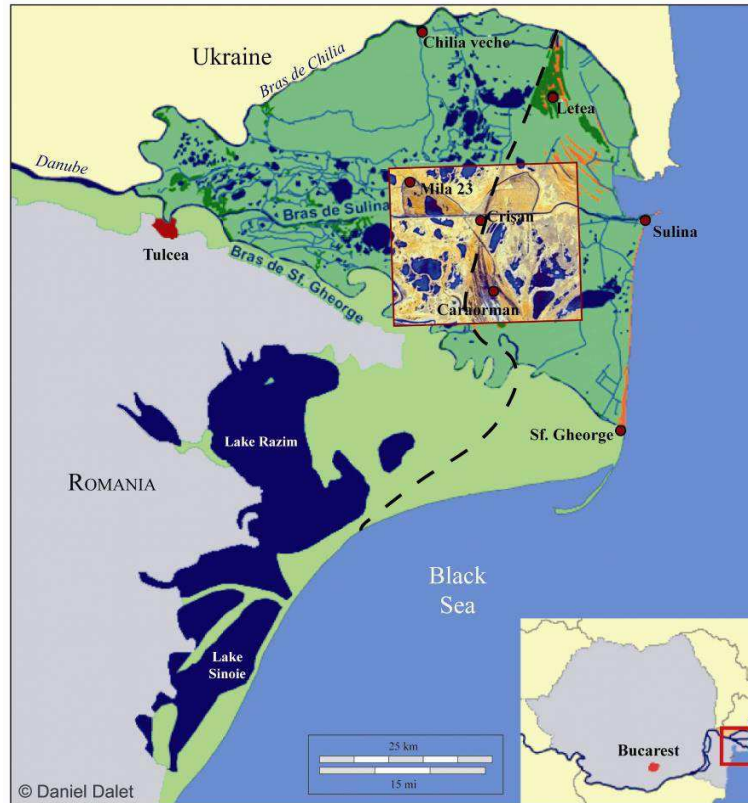 Ukraine
Chilia veche
Bras de Chilia
Letea
Danube
Mila 23
Bras de Sulina
Crisan
Sulina
Tulcea
Bras de Sf. Gheorge
Caraorman
Lake Razim
Sf. Gheorge
ROMANIA
Black
Sea
Lake
Sinoie
25 km
15 mi
Bucarest
© Daniel Dalet